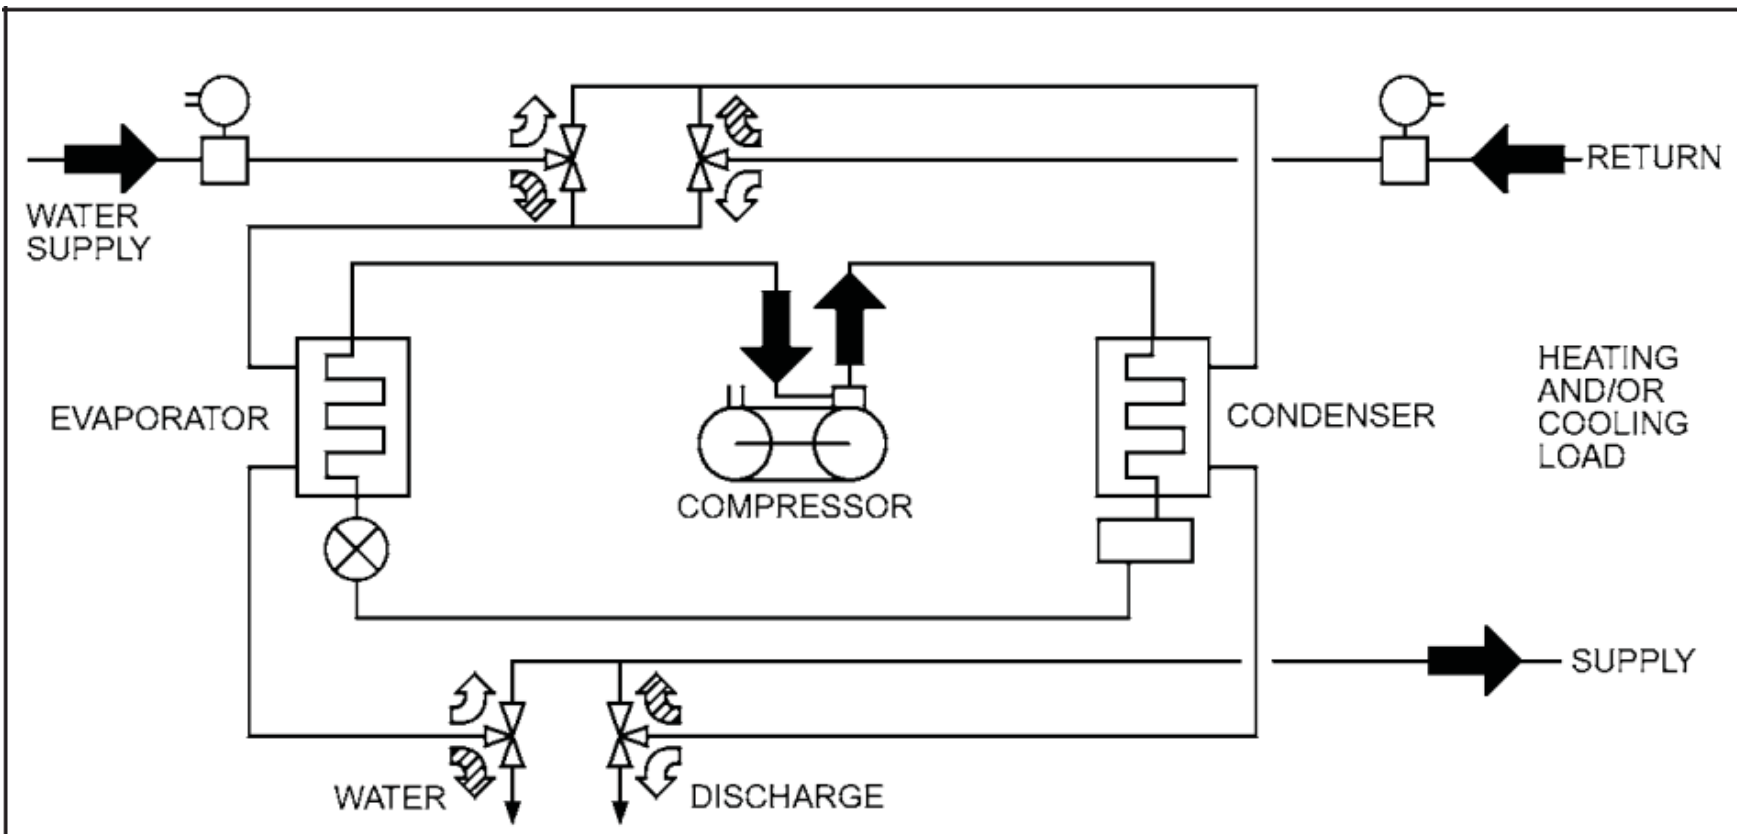 RETURN
WATER
SUPPLY
HEATING
AND/OR
COOLING
LOAD
EVAPORATOR
CONDENSER
COMPRESSOR
SUPPLY
WATER
DISCHARGE